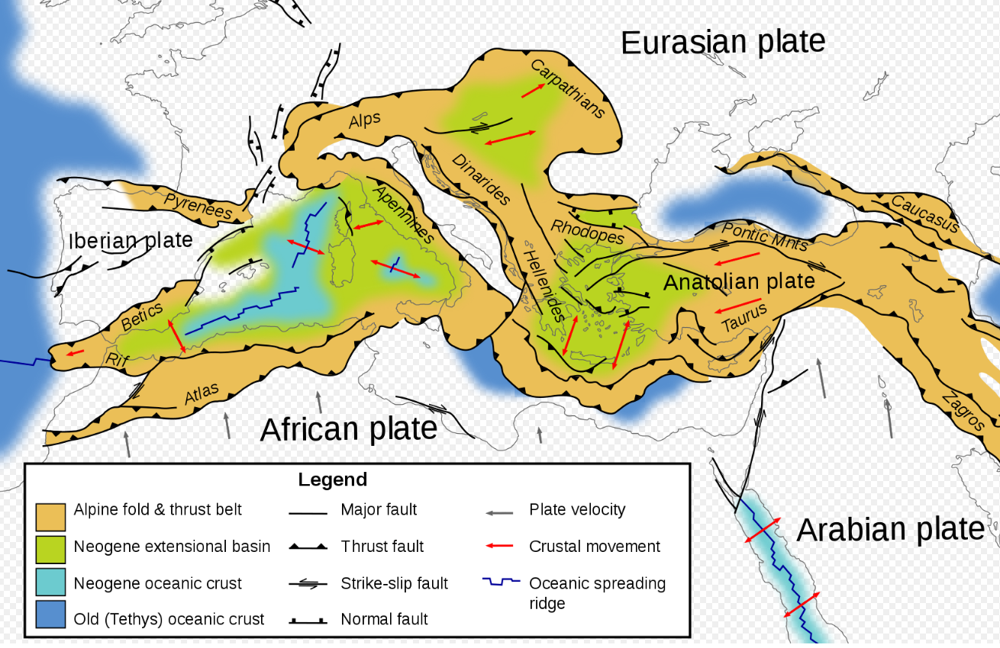 Eurasian plate
Carpathians
Alps
Dinarides
Pyrenees
Apennines
Caucasus
Iberian plate
Rhodopes
Pontic Mnts
Hellenides
Anatolian plate
Betics
Taurus
Rif
Atlas
African plate
Zagros
Arabian plate
Legend
Alpine fold & thrust belt
Major fault
Plate velocity
Neogene extensional basin
Thrust fault
Crustal movement
Neogene oceanic crust
Strike-slip fault
Oceanic spreading
ridge
Old (Tethys) oceanic crust
Normal fault